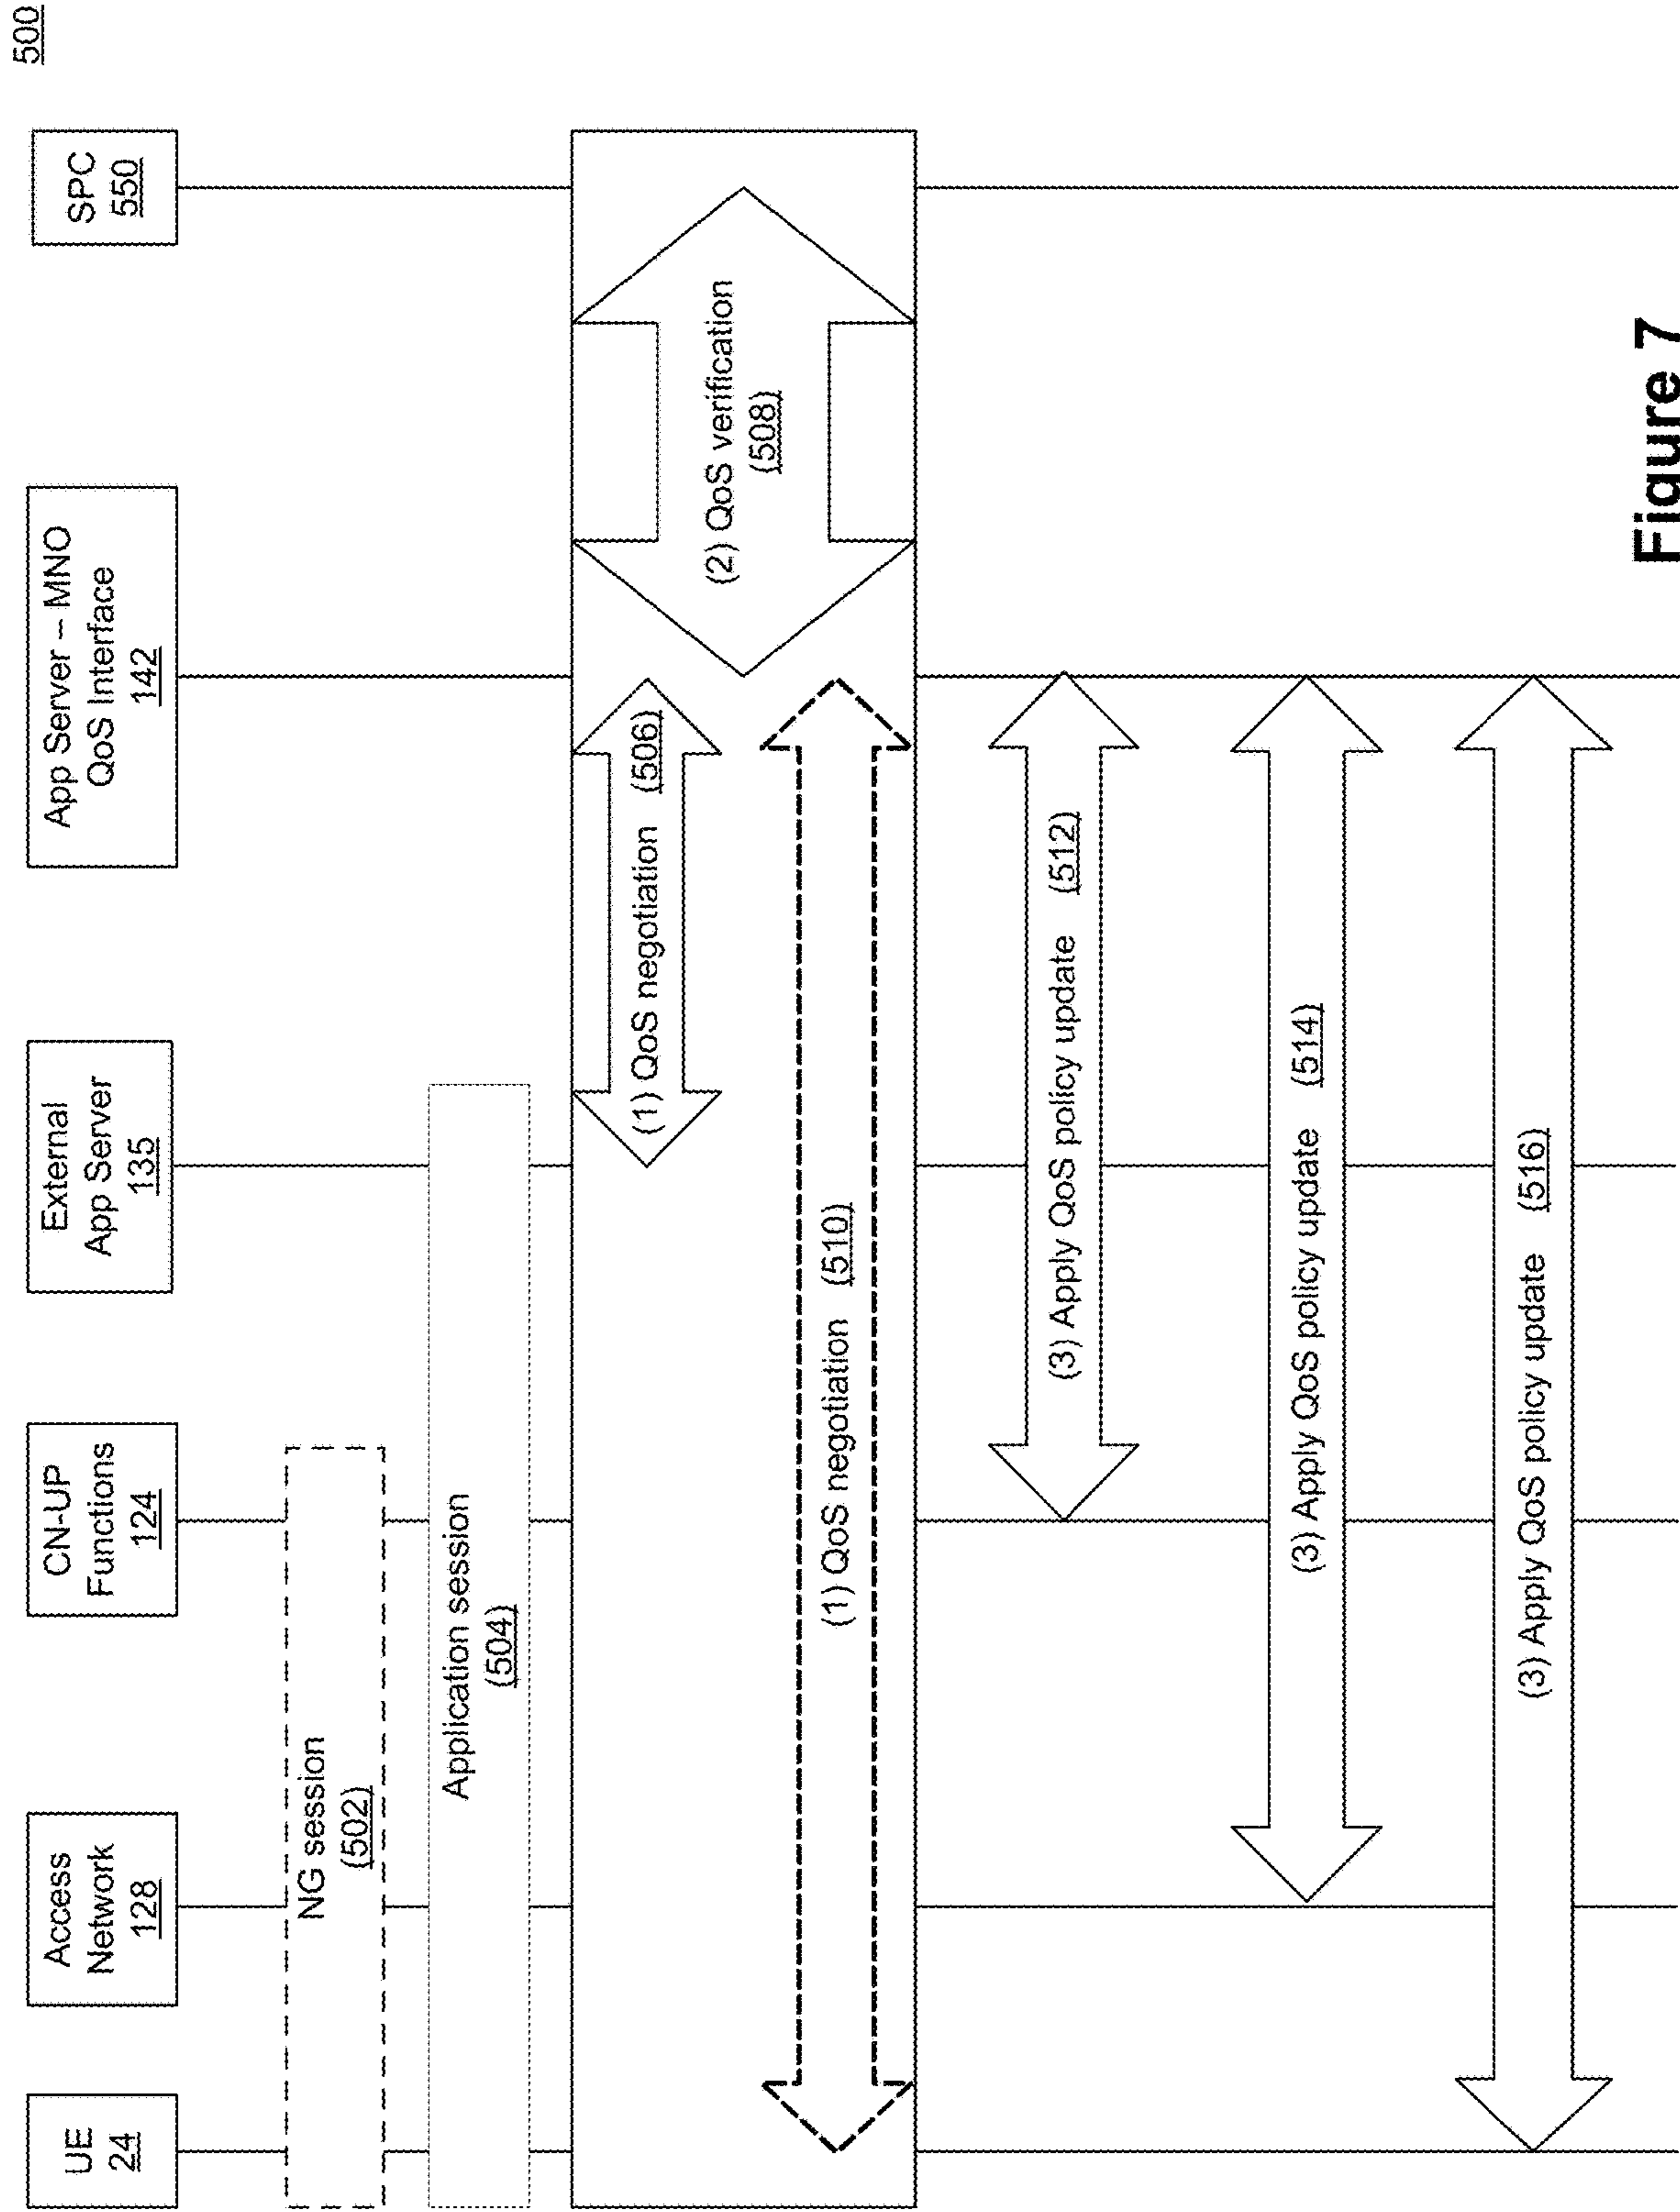 500
UE
24
Access
Network
128
CN-UP
Functions
124
External
App Server
135
App Server – MNO
QoS Interface
142
SPC
550
NG session
(502)
Application session
(504)
(1) QoS negotiation (506)
(2) QoS verification
(508)
(1) QoS negotiation (510)
(3) Apply QoS policy update (512)
(3) Apply QoS policy update (514)
(3) Apply QoS policy update (516)
Figure 7